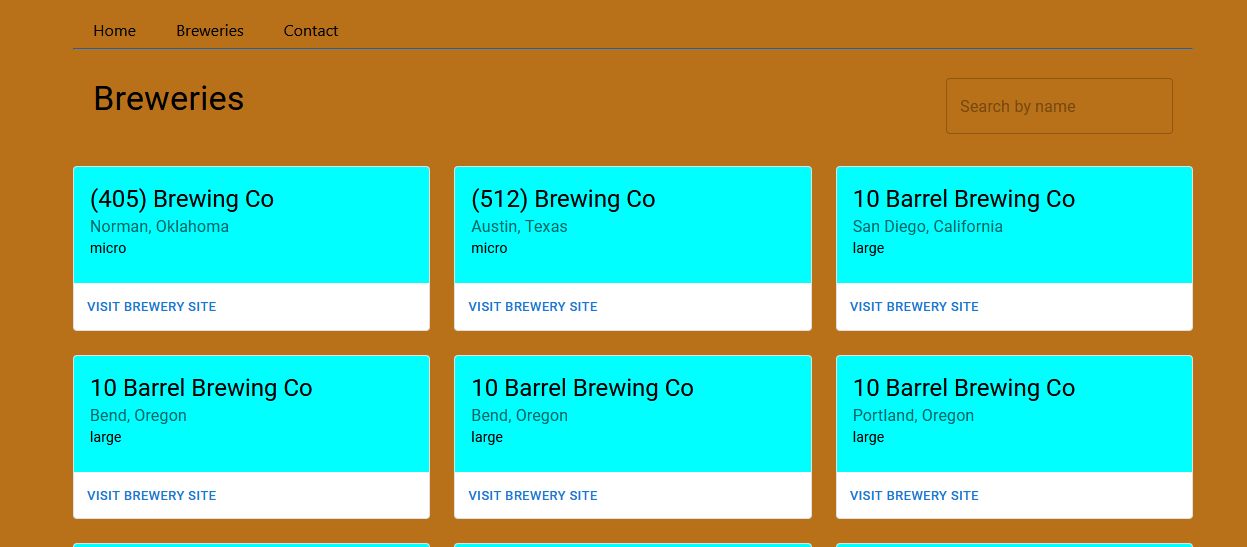 Home Breweries Contact
Breweries
Search by name
(405) Brewing Co
Norman, Oklahoma
micro
VISIT BREWERY SITE
(512) Brewing Co
Austin, Texas
micro
VISIT BREWERY SITE
10 Barrel Brewing Co
San Diego, California
large
VISIT BREWERY SITE
10 Barrel Brewing Co
Bend, Oregon
large
VISIT BREWERY SITE
10 Barrel Brewing Co
Bend, Oregon
large
VISIT BREWERY SITE
10 Barrel Brewing Co
Portland, Oregon
large
VISIT BREWERY SITE